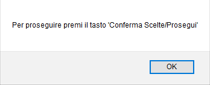 Per proseguire premi il tasto 'Conferma Scelte/Prosegui'
OK